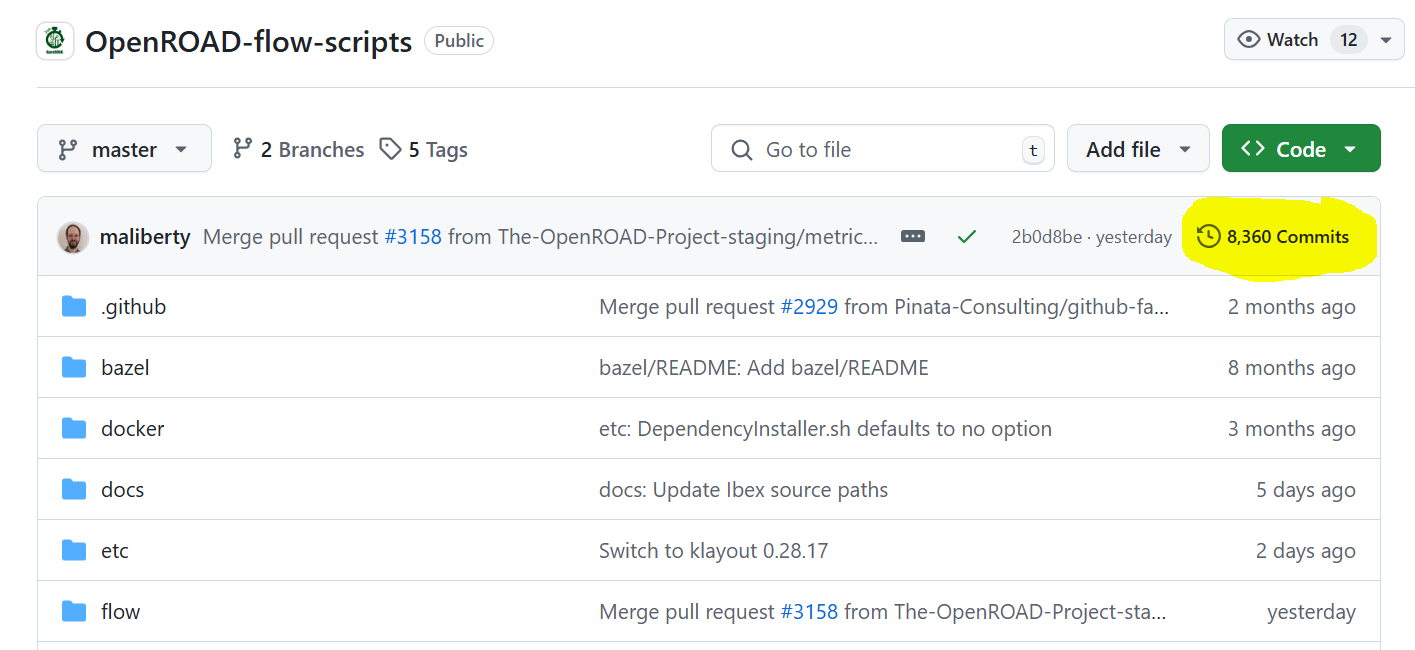 OpenROAD-flow-scripts Public Watch 12
master 2 Branches 5 Tags Go to file t Add file Code
maliberty Merge pull request #3158 from The-OpenROAD-Project-staging/metric... 2b0d8be · yesterday 8,360 Commits
.github Merge pull request #2929 from Pinata-Consulting/github-fa... 2 months ago
bazel bazel/README: Add bazel/README 8 months ago
docker etc: DependencyInstaller.sh defaults to no option 3 months ago
docs docs: Update Ibex source paths 5 days ago
etc Switch to klayout 0.28.17 2 days ago
flow Merge pull request #3158 from The-OpenROAD-Project-sta... yesterday